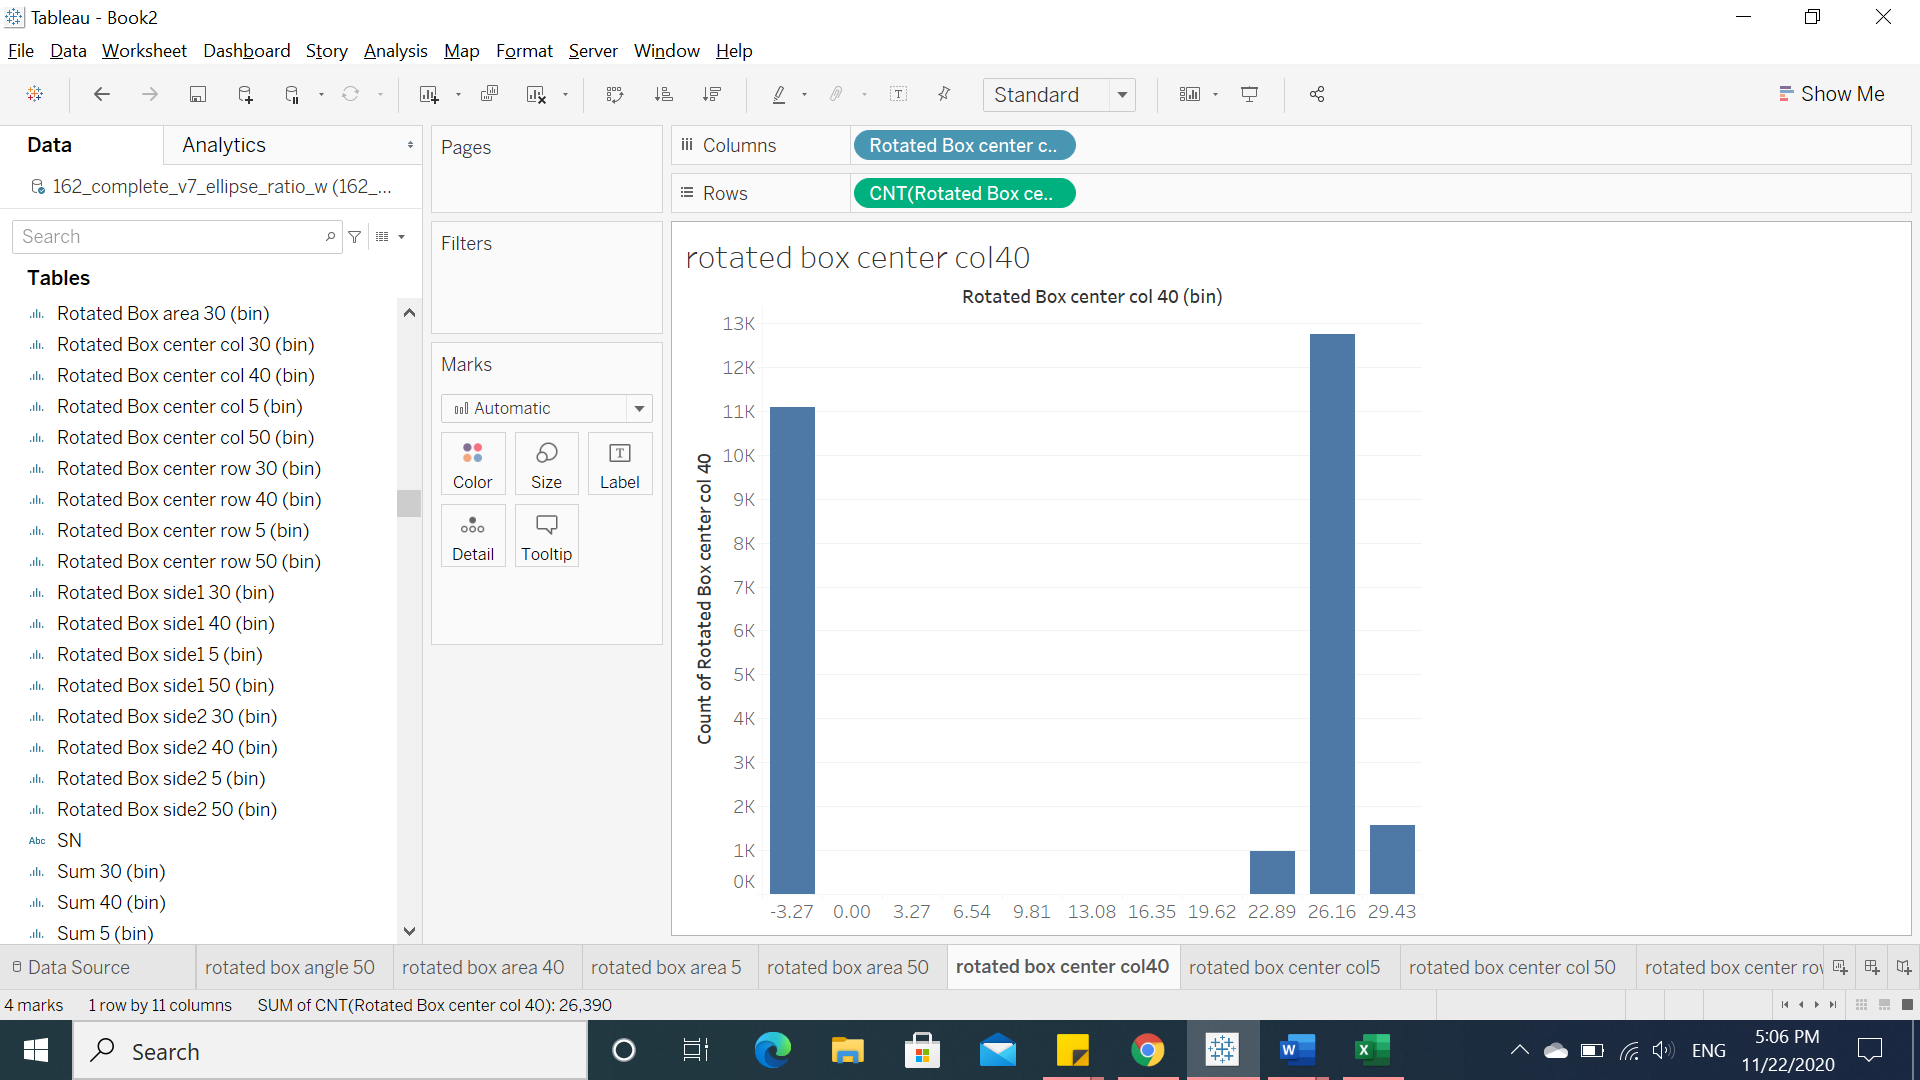 Tableau - Book2
File Data Worksheet Dashboard Story Analysis Map Format Server Window Help
Standard
Show Me
Data
Analytics
162_complete_v7_ellipse_ratio_w (162_...
Search
Tables
Rotated Box area 30 (bin)
Rotated Box center col 30 (bin)
Rotated Box center col 40 (bin)
Rotated Box center col 5 (bin)
Rotated Box center col 50 (bin)
Rotated Box center row 30 (bin)
Rotated Box center row 40 (bin)
Rotated Box center row 5 (bin)
Rotated Box center row 50 (bin)
Rotated Box side1 30 (bin)
Rotated Box side1 40 (bin)
Rotated Box side1 5 (bin)
Rotated Box side1 50 (bin)
Rotated Box side2 30 (bin)
Rotated Box side2 40 (bin)
Rotated Box side2 5 (bin)
Rotated Box side2 50 (bin)
Abc SN
Sum 30 (bin)
Sum 40 (bin)
Sum 5 (bin)
Pages
Filters
Marks
Automatic
Color
Size
T
Label
Detail
Tooltip
Columns
Rotated Box center c..
Rows
CNT(Rotated Box ce..
rotated box center col40
Rotated Box center col 40 (bin)
Count of Rotated Box center col 40
13K
12K
11K
10K
9K
8K
7K
6K
5K
4K
3K
2K
1K
0K
-3.27 0.00 3.27 6.54 9.81 13.08 16.35 19.62 22.89 26.16 29.43
Data Source
rotated box angle 50
rotated box area 40
rotated box area 5
rotated box area 50
rotated box center col40
rotated box center col5
rotated box center col 50
rotated box center rov
4 marks
1 row by 11 columns
SUM of CNT(Rotated Box center col 40): 26,390
Search
ENG
5:06 PM
11/22/2020